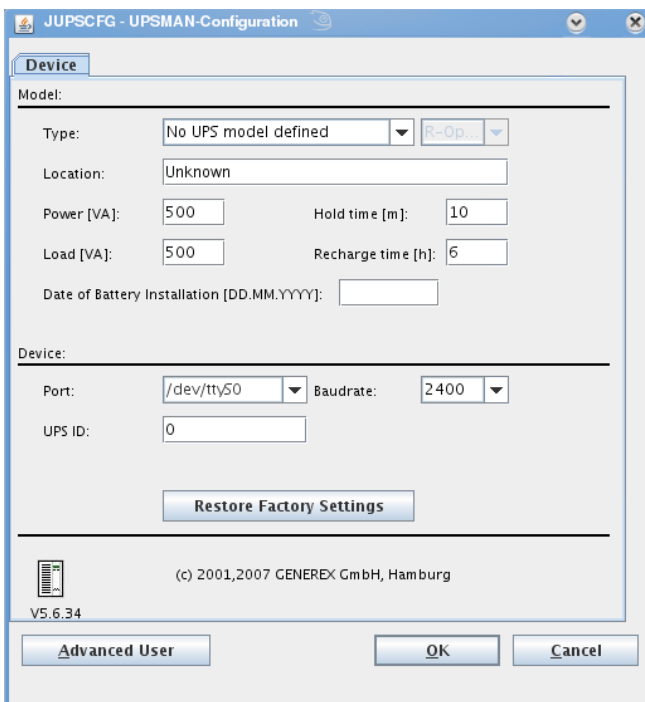 JUPSCFG - UPSMAN-Configuration
Device
Model:
Type: No UPS model defined R-Op...
Location: Unknown
Power [VA]: 500 Hold time [m]: 10
Load [VA]: 500 Recharge time [h]: 6
Date of Battery Installation [DD.MM.YYYY]:
Device:
Port: /dev/ttyS0 Baudrate: 2400
UPS ID: 0
Restore Factory Settings
(c) 2001,2007 GENEREX GmbH, Hamburg
V5.6.34
Advanced User OK Cancel